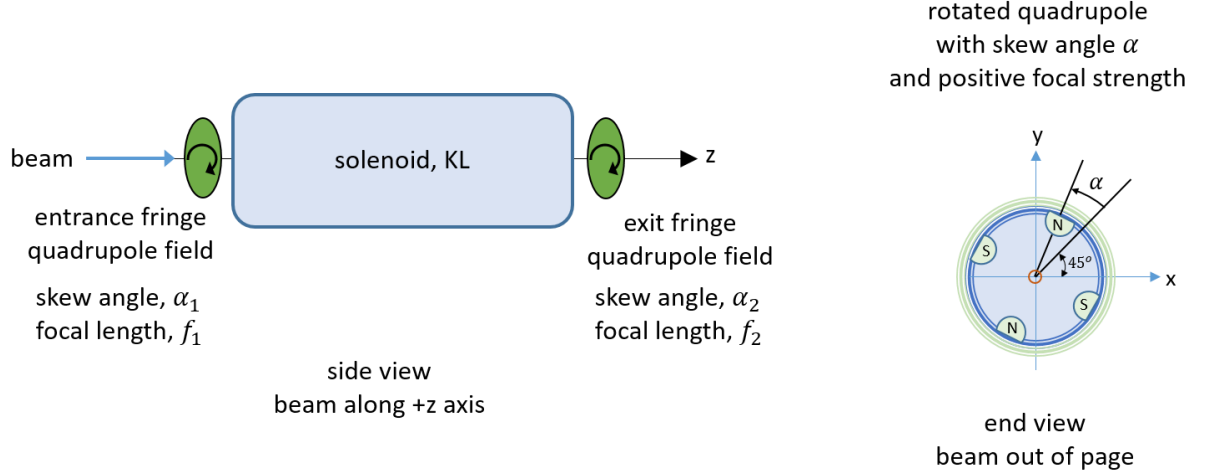 beam
solenoid, KL
z
entrance fringe
quadrupole field
skew angle, α₁
focal length, f₁
exit fringe
quadrupole field
skew angle, α₂
focal length, f₂
side view
beam along +z axis
rotated quadrupole
with skew angle α
and positive focal strength
y
α
N
S
45°
x
S
N
end view
beam out of page